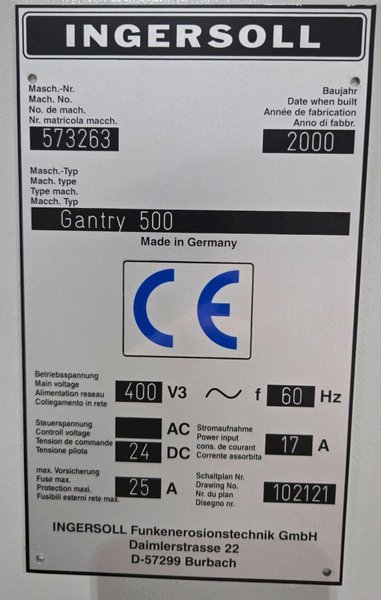 INGERSOLL
Masch.-Nr.
Mach. No.
No. de mach.
Nr. matricola macch.
573263
Baujahr
Date when built
Année de fabrication
Anno di fabbr.
2000
Masch.-Typ
Mach. type
Type mach.
Macch. Typ
Gantry 500
Made in Germany
CE
Betriebsspannung
Main voltage
Alimentation reseau
Collegamento in rete
400 V3 ~ f 60 Hz
Steuerspannung
Controll voltage
Tension de commande
Tensione pilota
AC
24 DC
Stromaufnahme
Power input
cons. de courant
Corrente assorbita
17 A
max. Vorsicherung
Fuse max.
Protection maxi.
Fusibili esterni rete max.
25 A
Schaltplan Nr.
Drawing No.
Nr. du plan
Disegno nr.
102121
INGERSOLL Funkenerosionstechnik GmbH
Daimlerstrasse 22
D-57299 Burbach